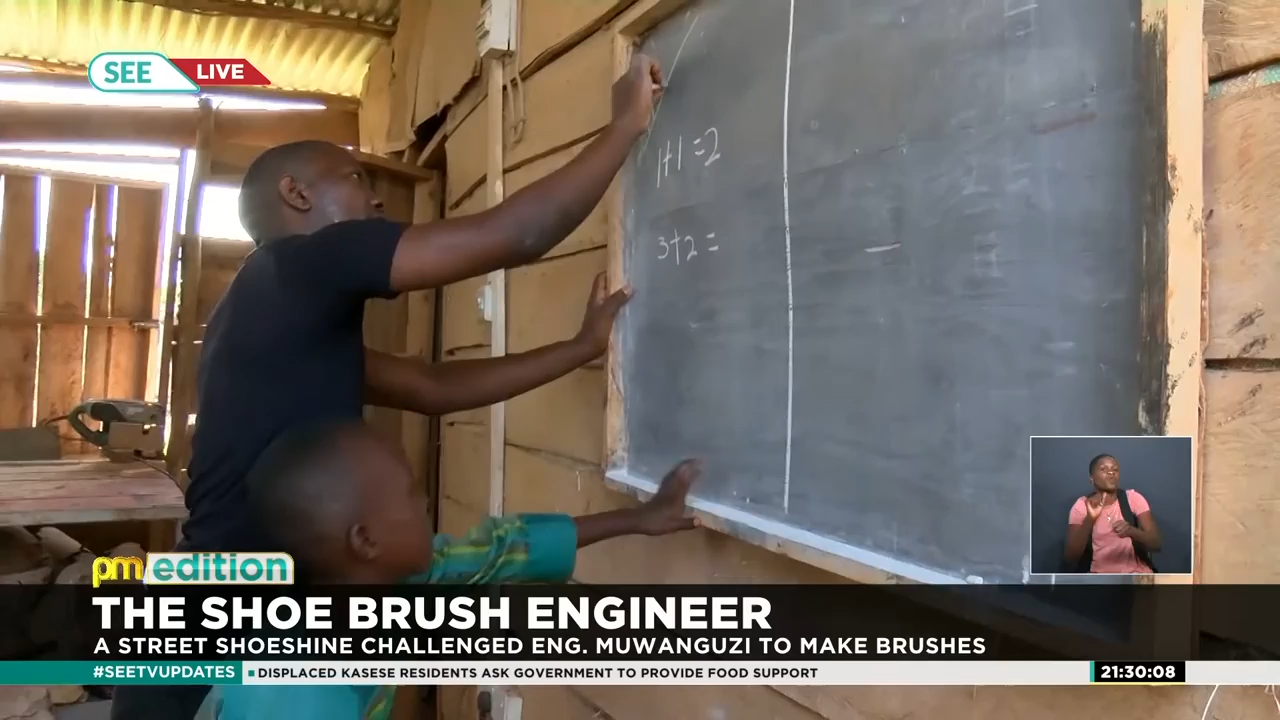 SEE LIVE
1+1=2
3+2=
pm edition
THE SHOE BRUSH ENGINEER
A STREET SHOESHINE CHALLENGED ENG. MUWANGUZI TO MAKE BRUSHES
#SEETVUPDATES DISPLACED KASESE RESIDENTS ASK GOVERNMENT TO PROVIDE FOOD SUPPORT 21:30:08